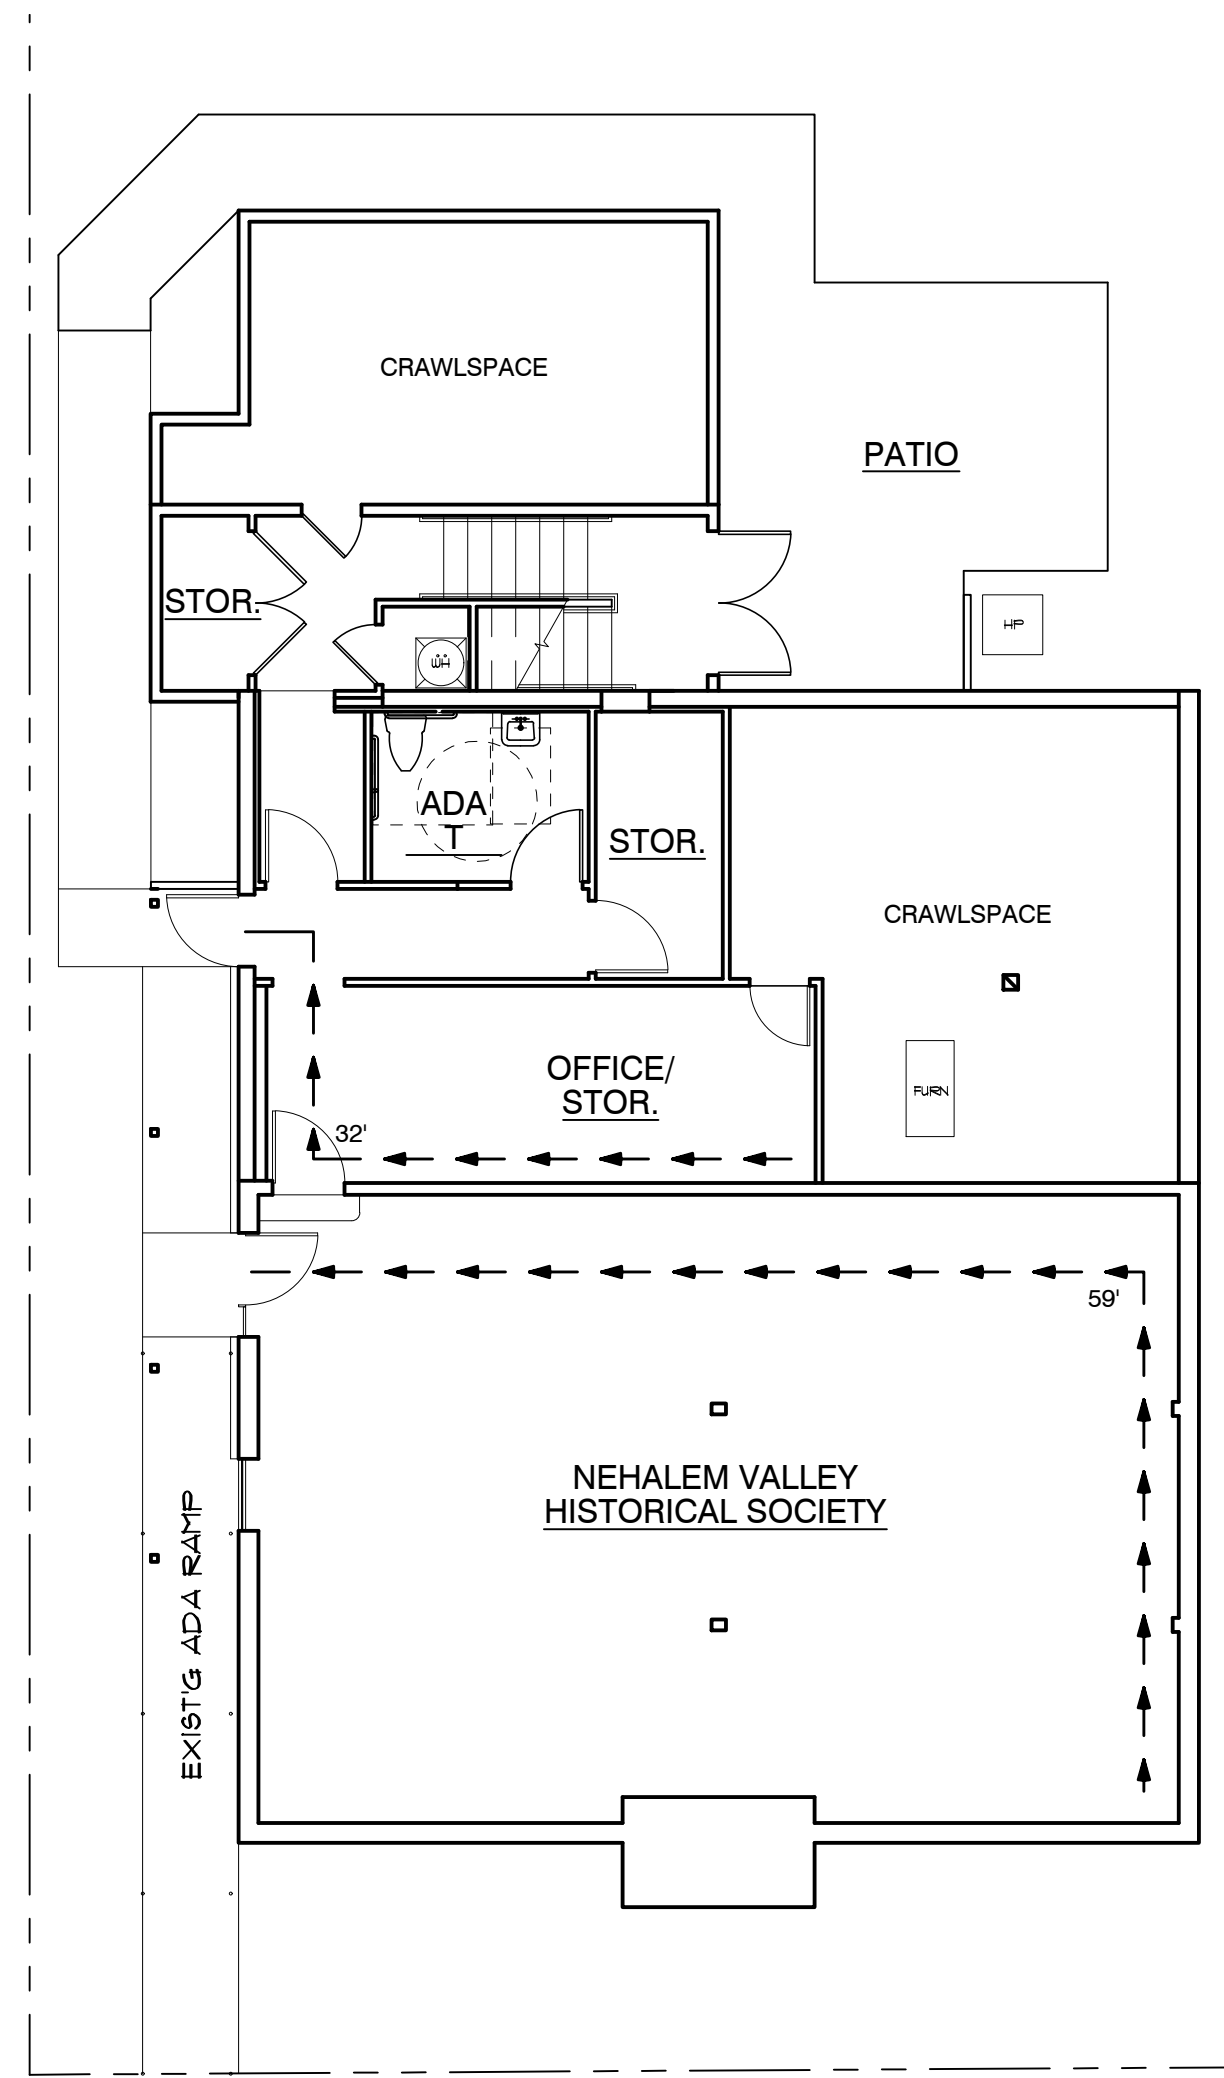 CRAWLSPACE
PATIO
STOR.
HP
WH
ADA
T
STOR.
CRAWLSPACE
OFFICE/
STOR.
FURN
32'
59'
NEHALEM VALLEY
HISTORICAL SOCIETY
EXIST'G ADA RAMP